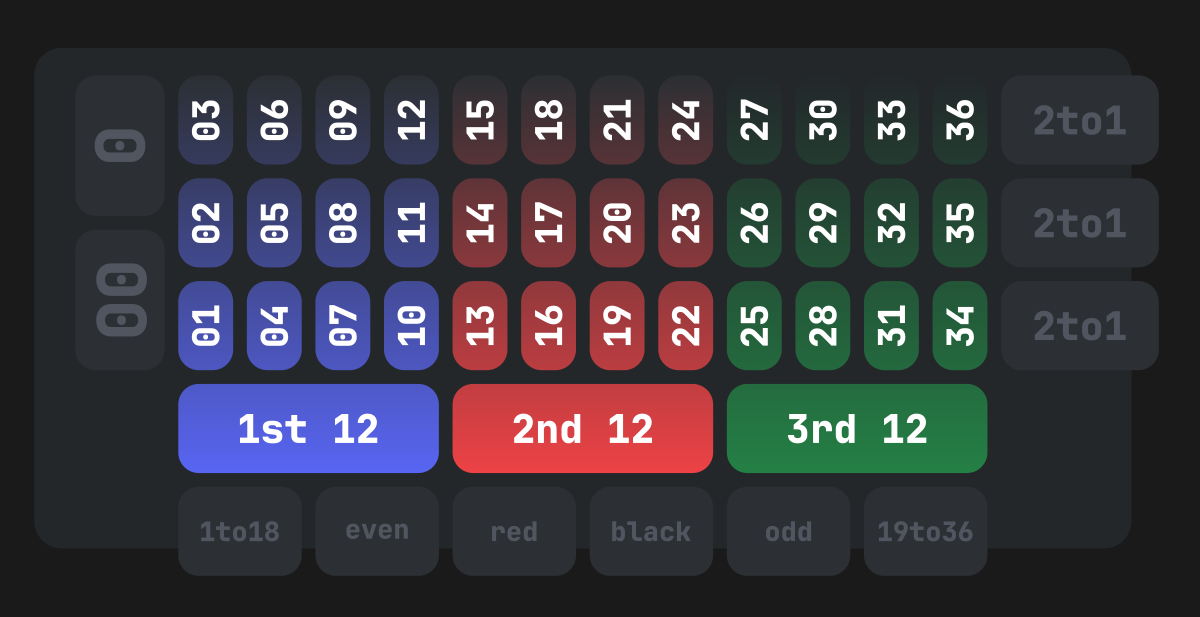 0
03 06 09 12 15 18 21 24 27 30 33 36 2to1
02 05 08 11 14 17 20 23 26 29 32 35 2to1
00
01 04 07 10 13 16 19 22 25 28 31 34 2to1
1st 12 2nd 12 3rd 12
1to18 even red black odd 19to36